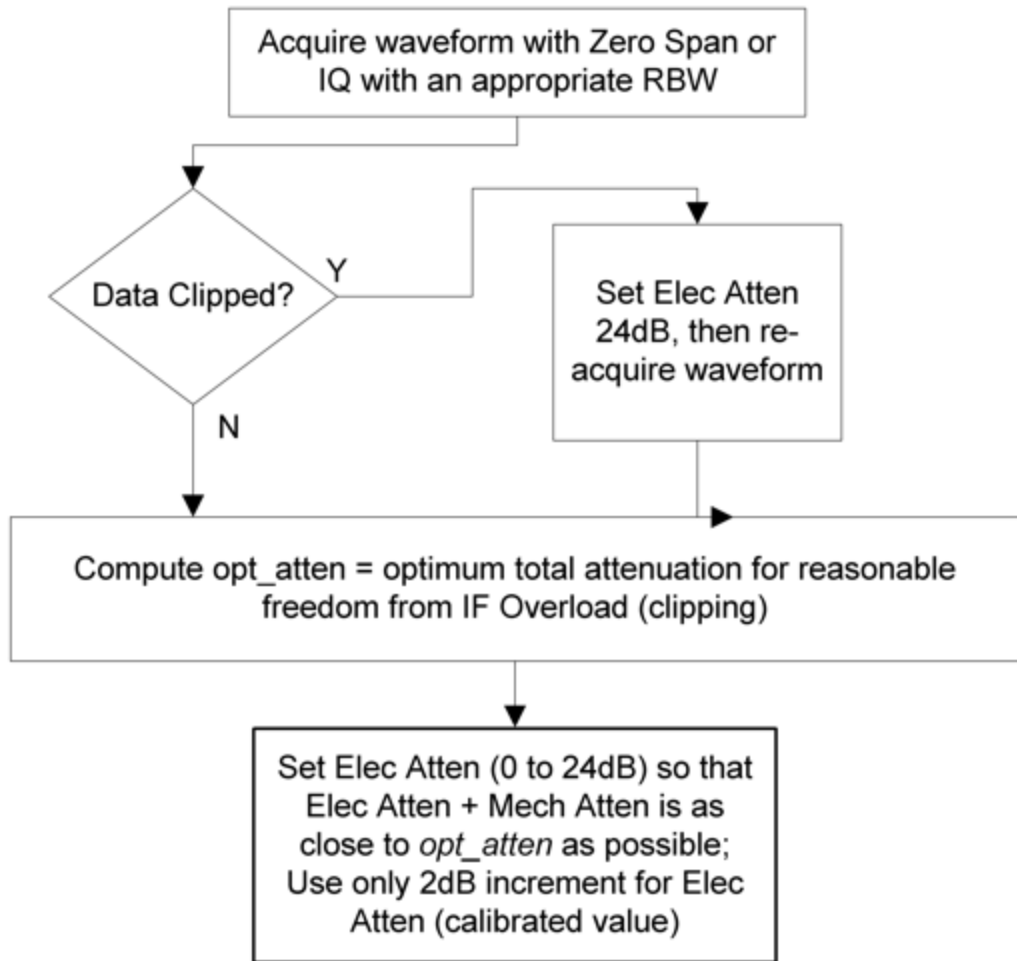 Acquire waveform with Zero Span or
IQ with an appropriate RBW
Data Clipped?
Y
Set Elec Atten
24dB, then re-
acquire waveform
N
Compute opt_atten = optimum total attenuation for reasonable
freedom from IF Overload (clipping)
Set Elec Atten (0 to 24dB) so that
Elec Atten + Mech Atten is as
close to opt_atten as possible;
Use only 2dB increment for Elec
Atten (calibrated value)